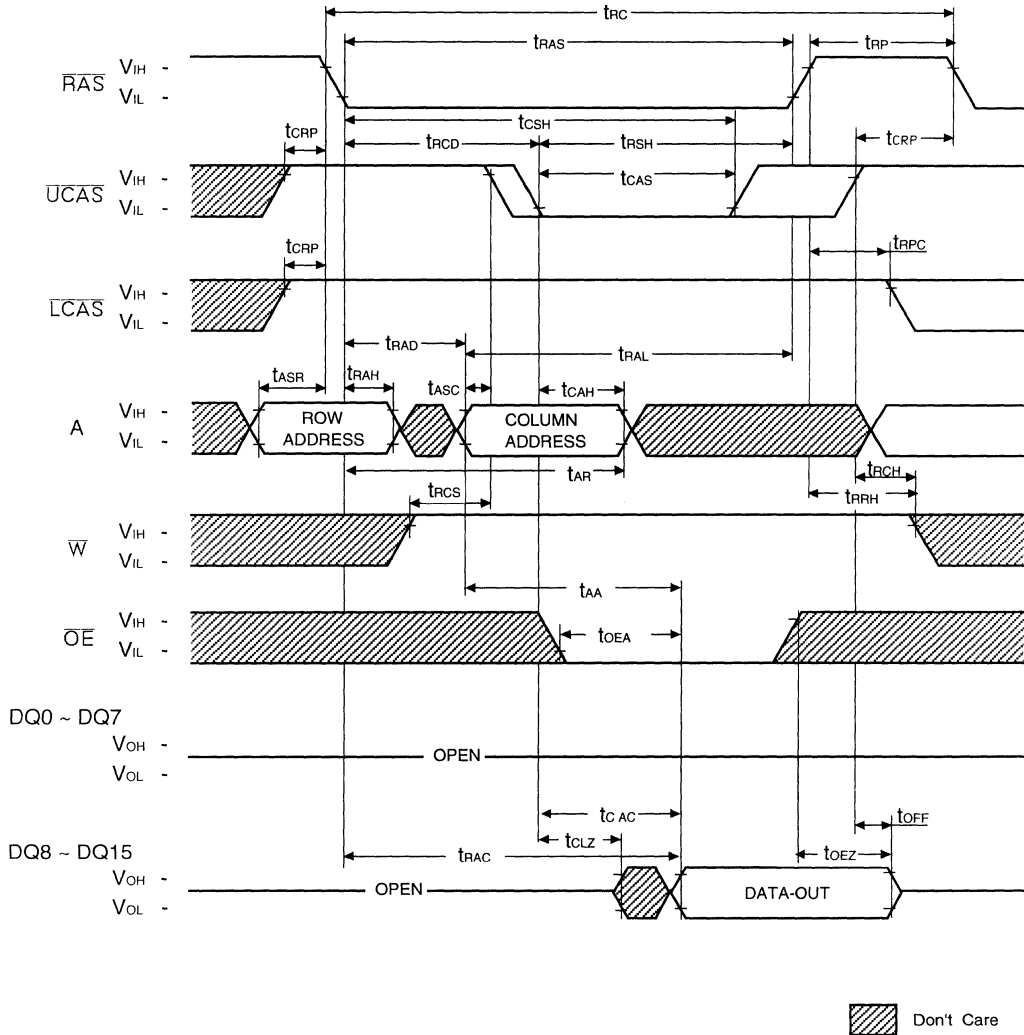 tRC
tRAS
tRP
RAS
VIH -
VIL -
tCSH
tCRP
tRCD
tRSH
tCRP
UCAS
VIH -
VIL -
tCAS
tCRP
tRPC
LCAS
VIH -
VIL -
tRAD
tRAL
tASR
tRAH
tASC
tCAH
A
VIH -
VIL -
ROW
ADDRESS
COLUMN
ADDRESS
tAR
tRCH
tRCS
tRRH
W
VIH -
VIL -
tAA
OE
VIH -
VIL -
tOEA
DQ0 ~ DQ7
VOH -
VOL -
OPEN
tCAC
tOFF
tCLZ
DQ8 ~ DQ15
tRAC
tOEZ
VOH -
VOL -
OPEN
DATA-OUT
Don't Care